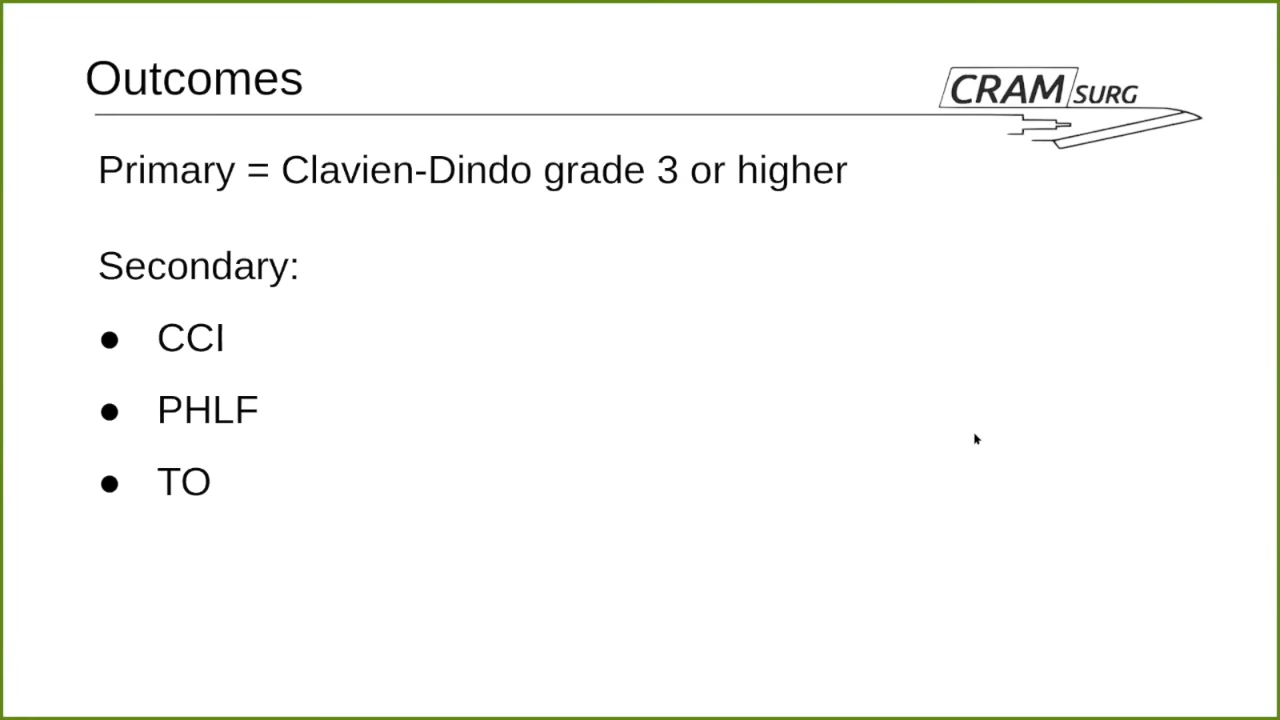 Outcomes
CRAM SURG
Primary = Clavien-Dindo grade 3 or higher
Secondary:
● CCI
● PHLF
● TO